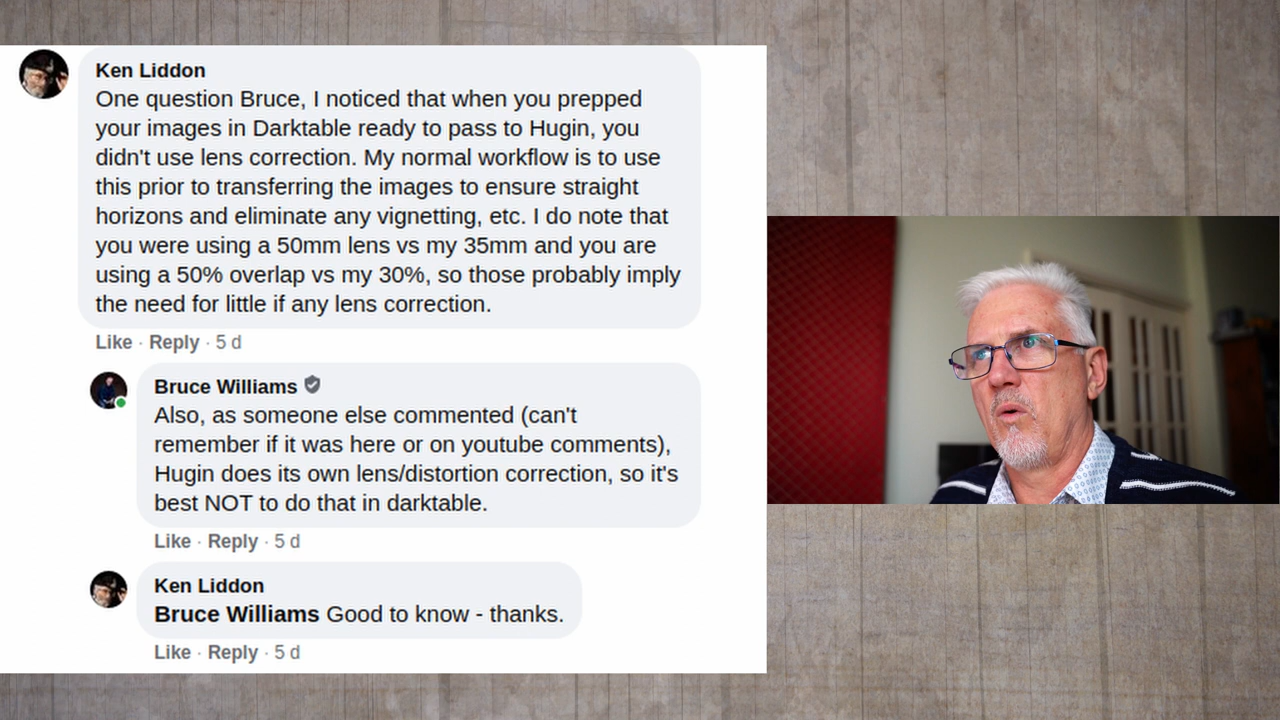 Ken Liddon
One question Bruce, I noticed that when you prepped
your images in Darktable ready to pass to Hugin, you
didn't use lens correction. My normal workflow is to use
this prior to transferring the images to ensure straight
horizons and eliminate any vignetting, etc. I do note that
you were using a 50mm lens vs my 35mm and you are
using a 50% overlap vs my 30%, so those probably imply
the need for little if any lens correction.
Like · Reply · 5 d
Bruce Williams
Also, as someone else commented (can't
remember if it was here or on youtube comments),
Hugin does its own lens/distortion correction, so it's
best NOT to do that in darktable.
Like · Reply · 5 d
Ken Liddon
Bruce Williams Good to know - thanks.
Like · Reply · 5 d